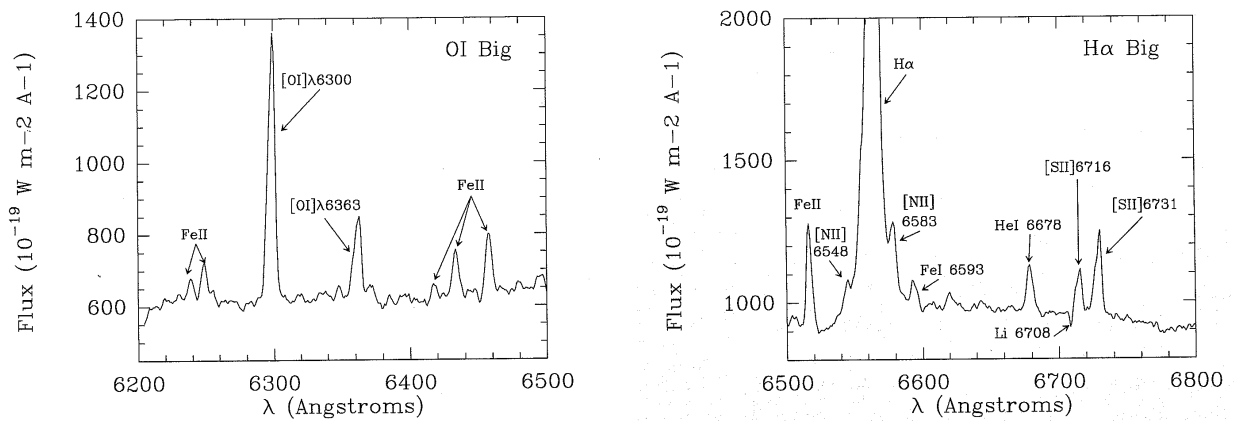 OI Big
1400
1200
1000
800
600
Flux (10⁻¹⁹ W m-2 A-1)
[OI]λ6300
[OI]λ6363
FeII
FeII
6200 6300 6400 6500
λ (Angstroms)
Hα Big
2000
1500
1000
Flux (10⁻¹⁹ W m-2 A-1)
Hα
FeII
[NII]
6548
[NII]
6583
FeI 6593
HeI 6678
[SII]6716
[SII]6731
Li 6708
6500 6600 6700 6800
λ (Angstroms)